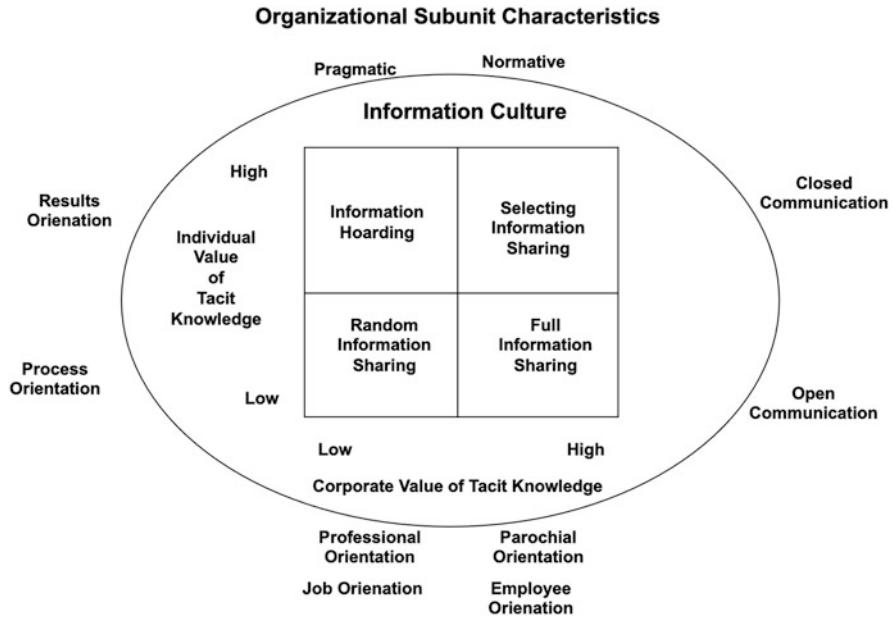 Organizational Subunit Characteristics
Pragmatic
Normative
Information Culture
High
Results
Orienation
Individual
Value
of
Tacit
Knowledge
Information
Hoarding
Selecting
Information
Sharing
Closed
Communication
Process
Orientation
Random
Information
Sharing
Full
Information
Sharing
Open
Communication
Low
Low
High
Corporate Value of Tacit Knowledge
Professional
Orientation
Parochial
Orientation
Job Orienation
Employee
Orienation